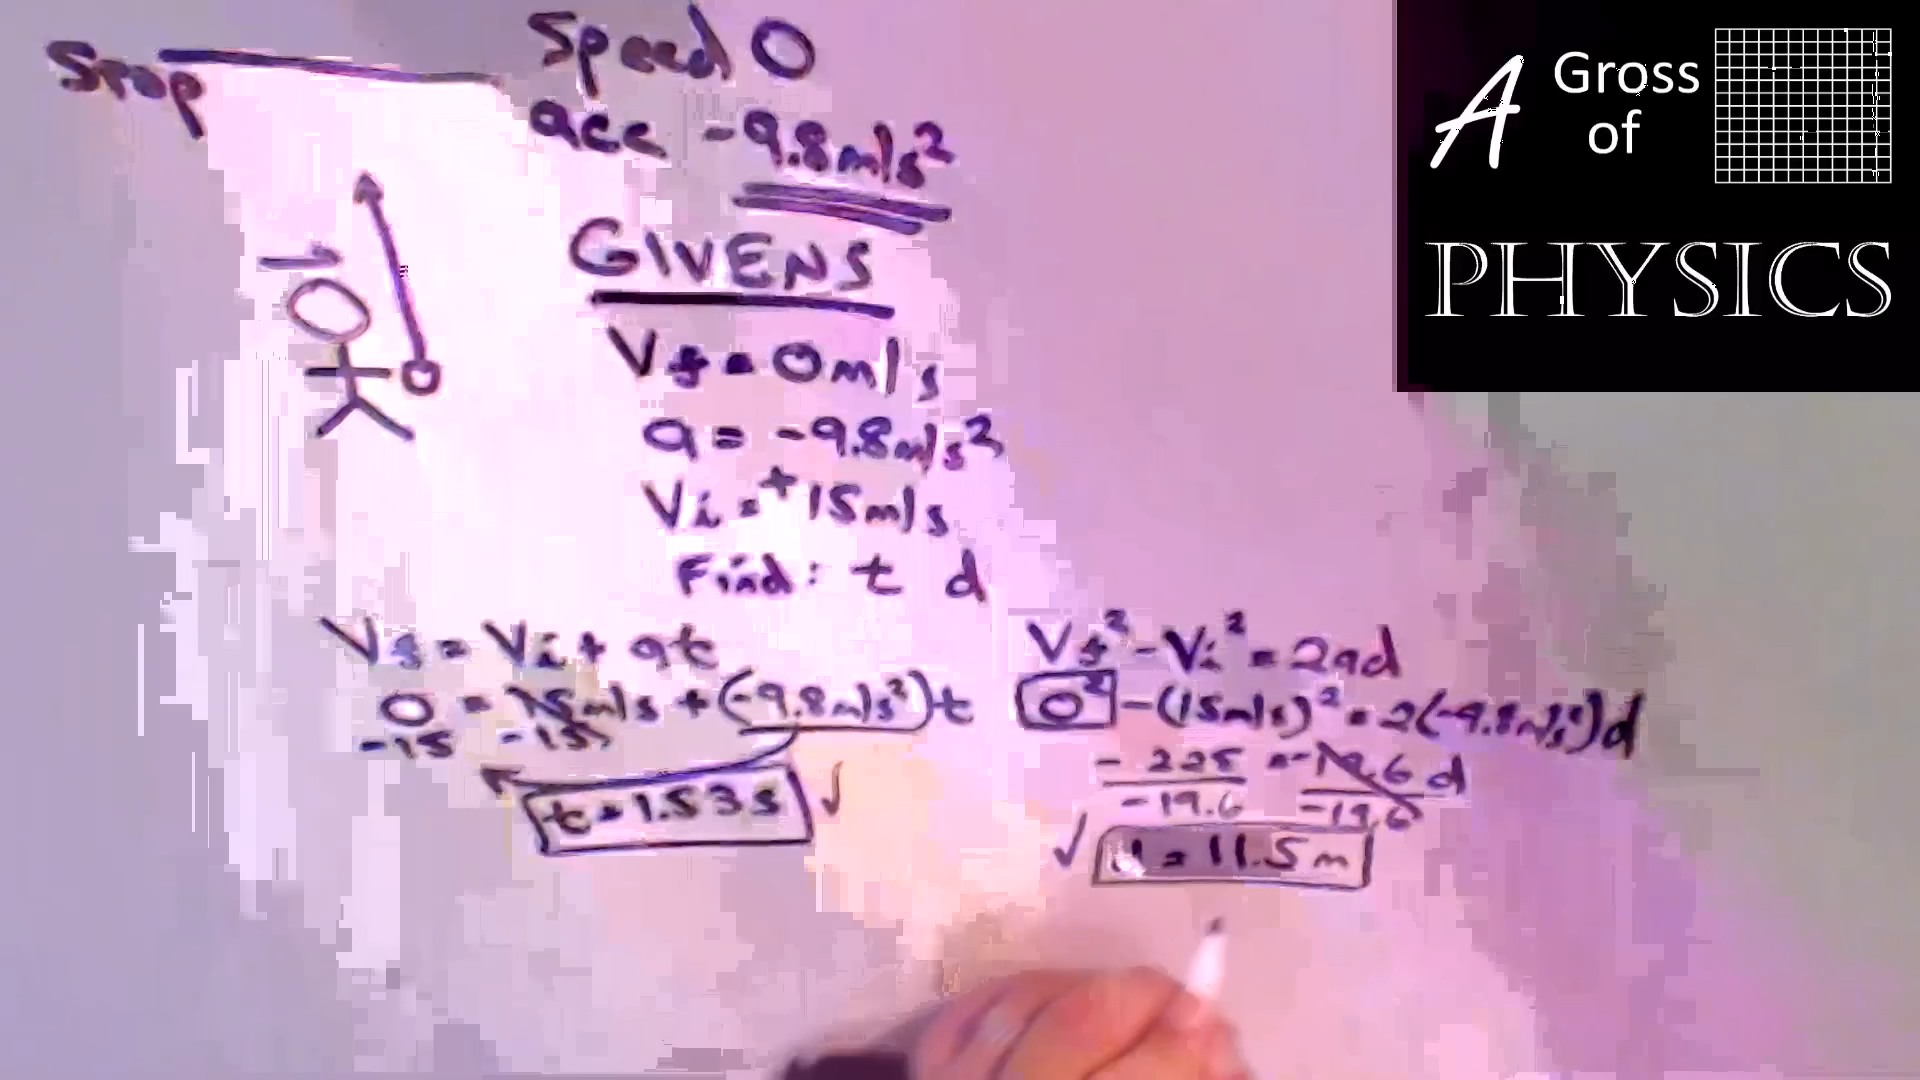 Stop
Speed 0
acc -9.8m/s²
GIVENS
Vf = 0m/s
a = -9.8m/s²
Vi = +15m/s
Find: t d
Vf = Vi + at
0 = 15m/s + (-9.8m/s²)t
-15 -15
t = 1.53s ✓
Vf² - Vi² = 2ad
0² - (15m/s)² = 2(-9.8m/s²)d
-225 = -19.6d
-19.6 -19.6
✓ = 11.5m
A Gross of
PHYSICS